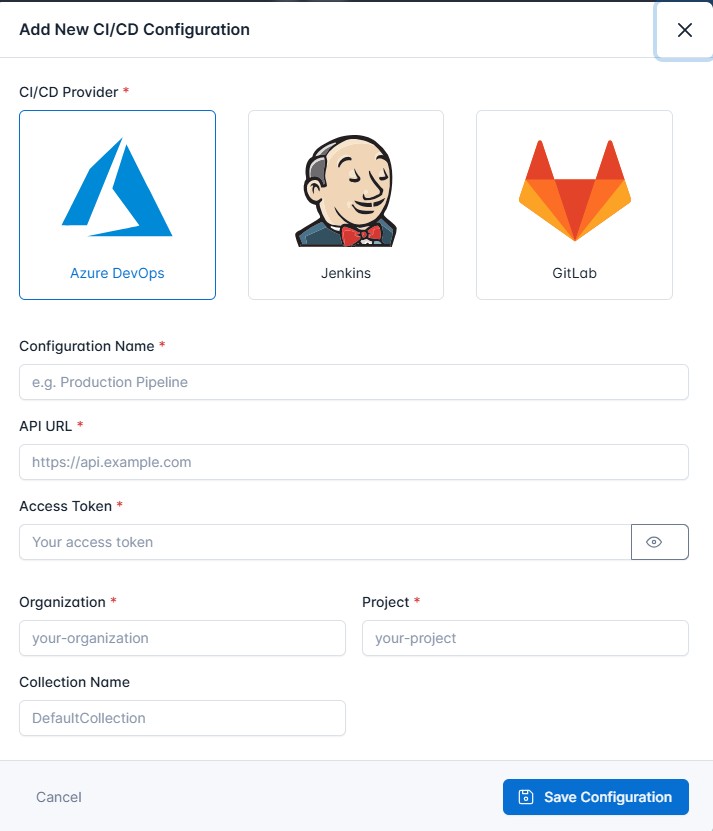 Add New CI/CD Configuration
CI/CD Provider *
Azure DevOps
Jenkins
GitLab
Configuration Name *
e.g. Production Pipeline
API URL *
https://api.example.com
Access Token *
Your access token
Organization * Project *
your-organization your-project
Collection Name
DefaultCollection
Cancel Save Configuration